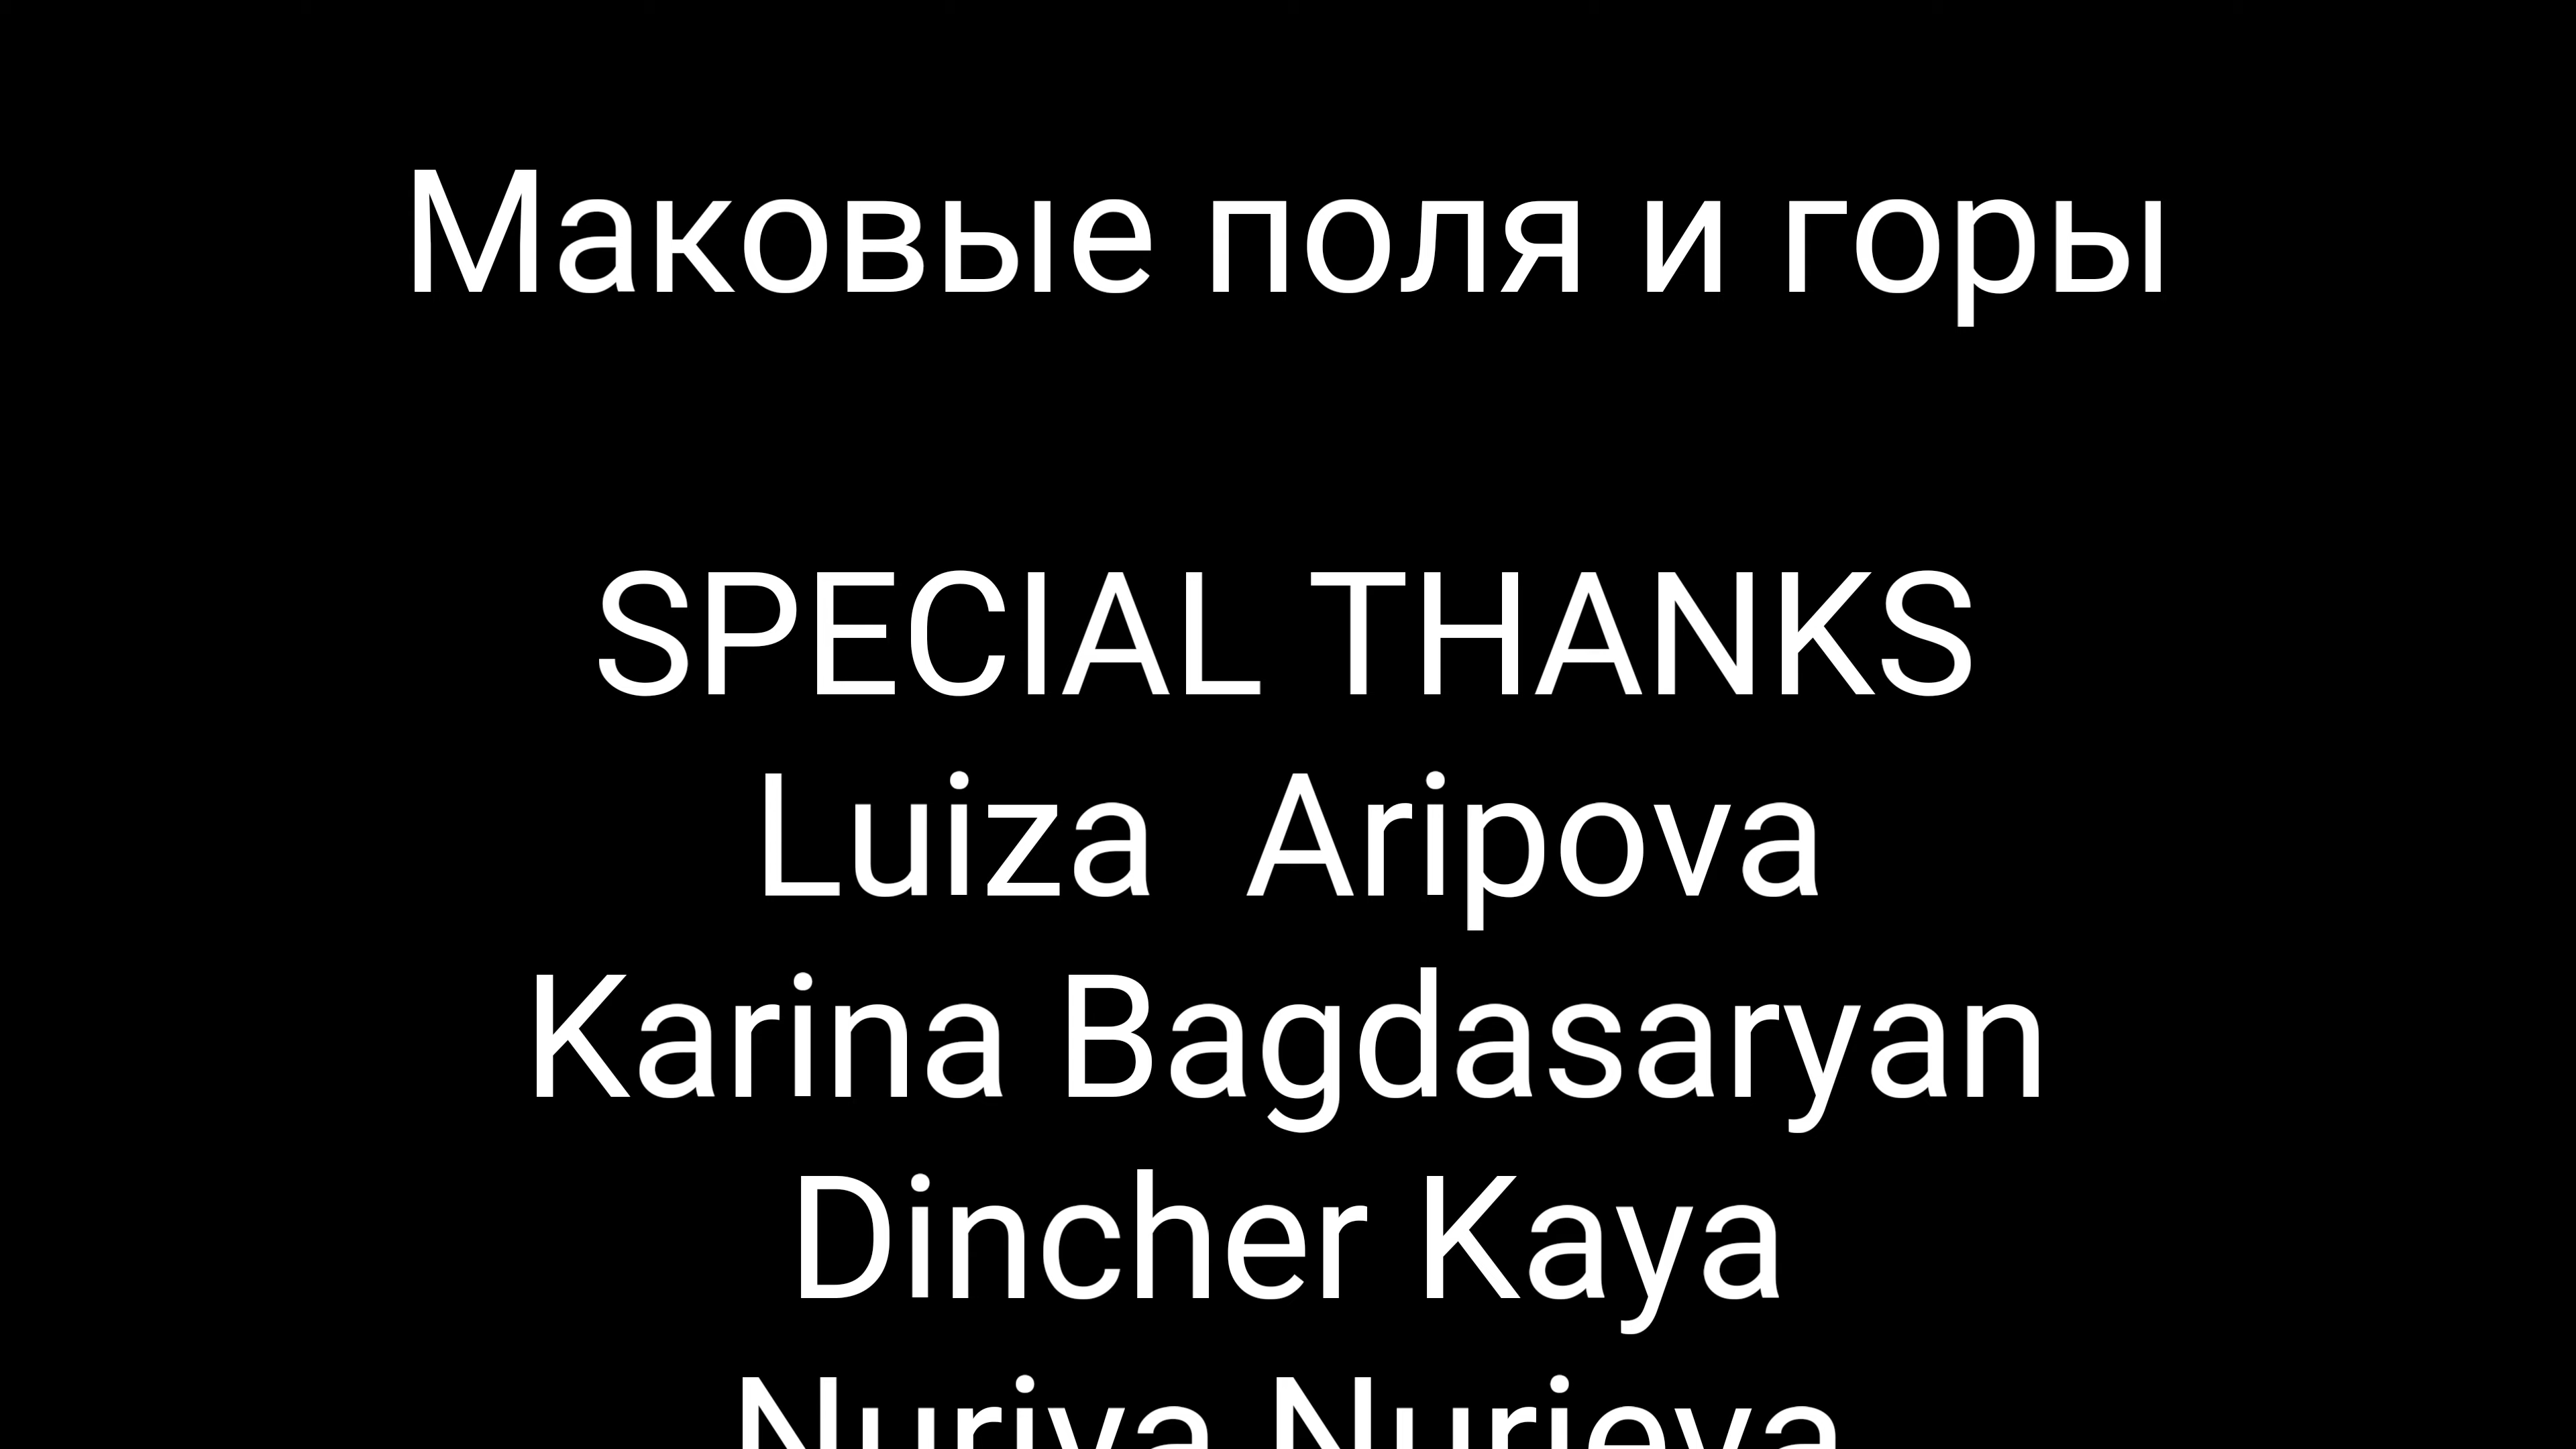 Маковые поля и горы
SPECIAL THANKS
Luiza  Aripova
Karina Bagdasaryan
Dincher Kaya